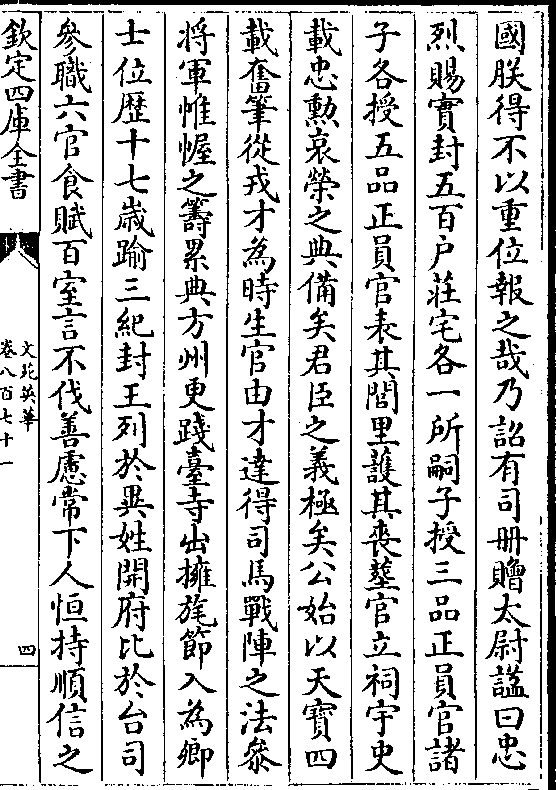 國朕得不以重位報之哉乃詔有司册贈太尉諡曰忠
烈賜實封五百户莊宅各一所嗣子授三品正員官諸
子各授五品正員官表其閭里護其喪塟官立祠宇史
載忠勲哀榮之典備矣君臣之義極矣公始以天寶四
載奮筆從戎才為時生官由才達得司馬戰陣之法叅
将軍帷幄之籌累典方州更踐臺寺出擁旄節入為卿
士位歴十七嵗踰三紀封王列於異姓開府比於台司
參職六官食賦百室言不伐善慮常下人恒持順信之
欽定四庫全書
文苑英華
卷八百七十一
四